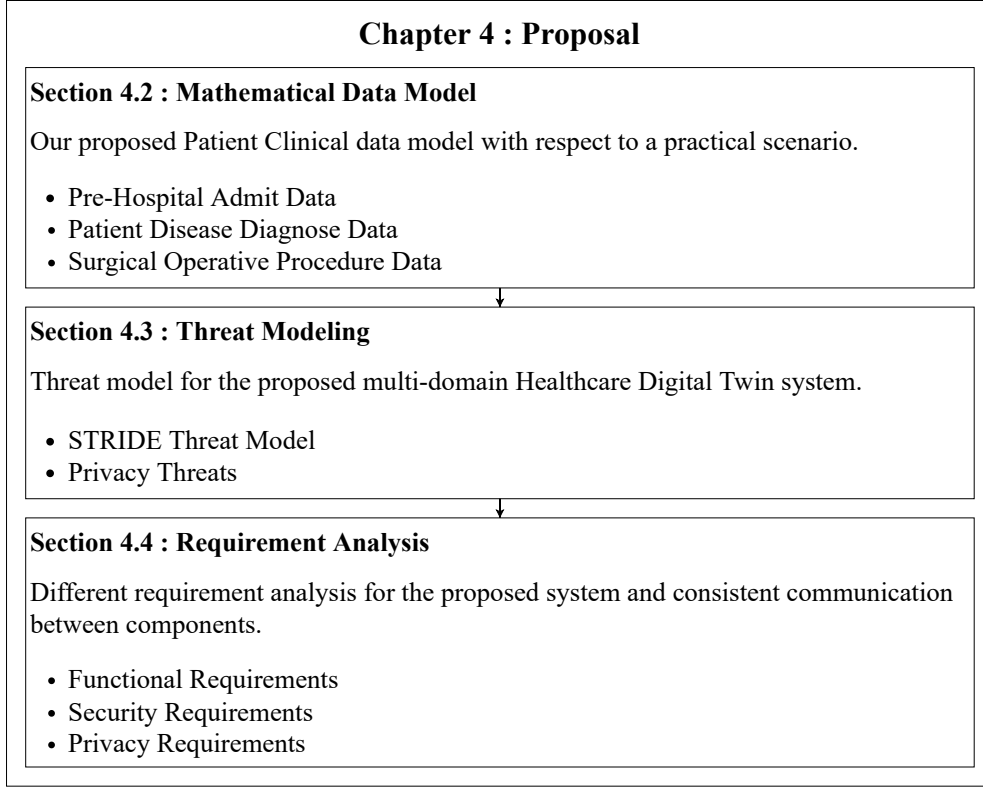 Chapter 4 : Proposal
Section 4.2 : Mathematical Data Model
Our proposed Patient Clinical data model with respect to a practical scenario.
• Pre-Hospital Admit Data
• Patient Disease Diagnose Data
• Surgical Operative Procedure Data
Section 4.3 : Threat Modeling
Threat model for the proposed multi-domain Healthcare Digital Twin system.
• STRIDE Threat Model
• Privacy Threats
Section 4.4 : Requirement Analysis
Different requirement analysis for the proposed system and consistent communication
between components.
• Functional Requirements
• Security Requirements
• Privacy Requirements